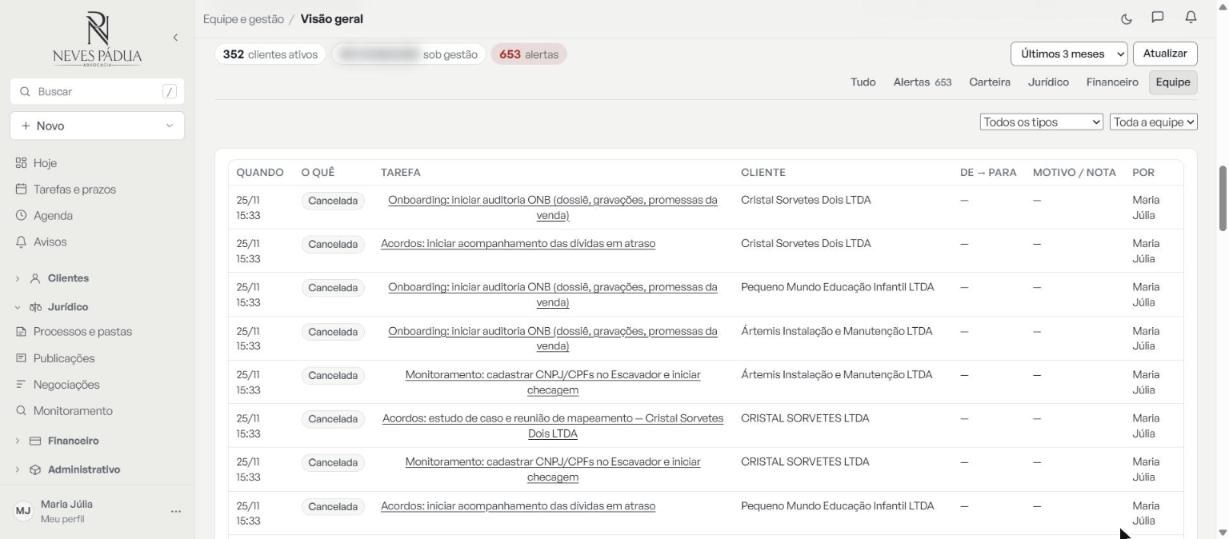 NEVES PÁDUA
ADVOCACIA
Buscar /
+ Novo
Hoje
Tarefas e prazos
Agenda
Avisos
Clientes
Jurídico
Processos e pastas
Publicações
Negociações
Monitoramento
Financeiro
Administrativo
MJ Maria Júlia ...
Meu perfil
Equipe e gestão / Visão geral
352 clientes ativos sob gestão 653 alertas
Últimos 3 meses Atualizar
Tudo Alertas 653 Carteira Jurídico Financeiro Equipe
Todos os tipos Toda a equipe
QUANDO O QUÊ TAREFA CLIENTE DE → PARA MOTIVO / NOTA POR
25/11 Cancelada Onboarding: iniciar auditoria ONB (dossiê, gravações, promessas da Cristal Sorvetes Dois LTDA — — Maria
15:33 venda) Júlia
25/11 Cancelada Acordos: iniciar acompanhamento das dívidas em atraso Cristal Sorvetes Dois LTDA — — Maria
15:33 Júlia
25/11 Cancelada Onboarding: iniciar auditoria ONB (dossiê, gravações, promessas da Pequeno Mundo Educação Infantil LTDA — — Maria
15:33 venda) Júlia
25/11 Cancelada Onboarding: iniciar auditoria ONB (dossiê, gravações, promessas da Ártemis Instalação e Manutenção LTDA — — Maria
15:33 venda) Júlia
25/11 Cancelada Monitoramento: cadastrar CNPJ/CPFs no Escavador e iniciar Ártemis Instalação e Manutenção LTDA — — Maria
15:33 checagem Júlia
25/11 Cancelada Acordos: estudo de caso e reunião de mapeamento — Cristal Sorvetes CRISTAL SORVETES LTDA — — Maria
15:33 Dois LTDA Júlia
25/11 Cancelada Monitoramento: cadastrar CNPJ/CPFs no Escavador e iniciar CRISTAL SORVETES LTDA — — Maria
15:33 checagem Júlia
25/11 Cancelada Acordos: iniciar acompanhamento das dívidas em atraso Pequeno Mundo Educação Infantil LTDA — — Maria
15:33 Júlia